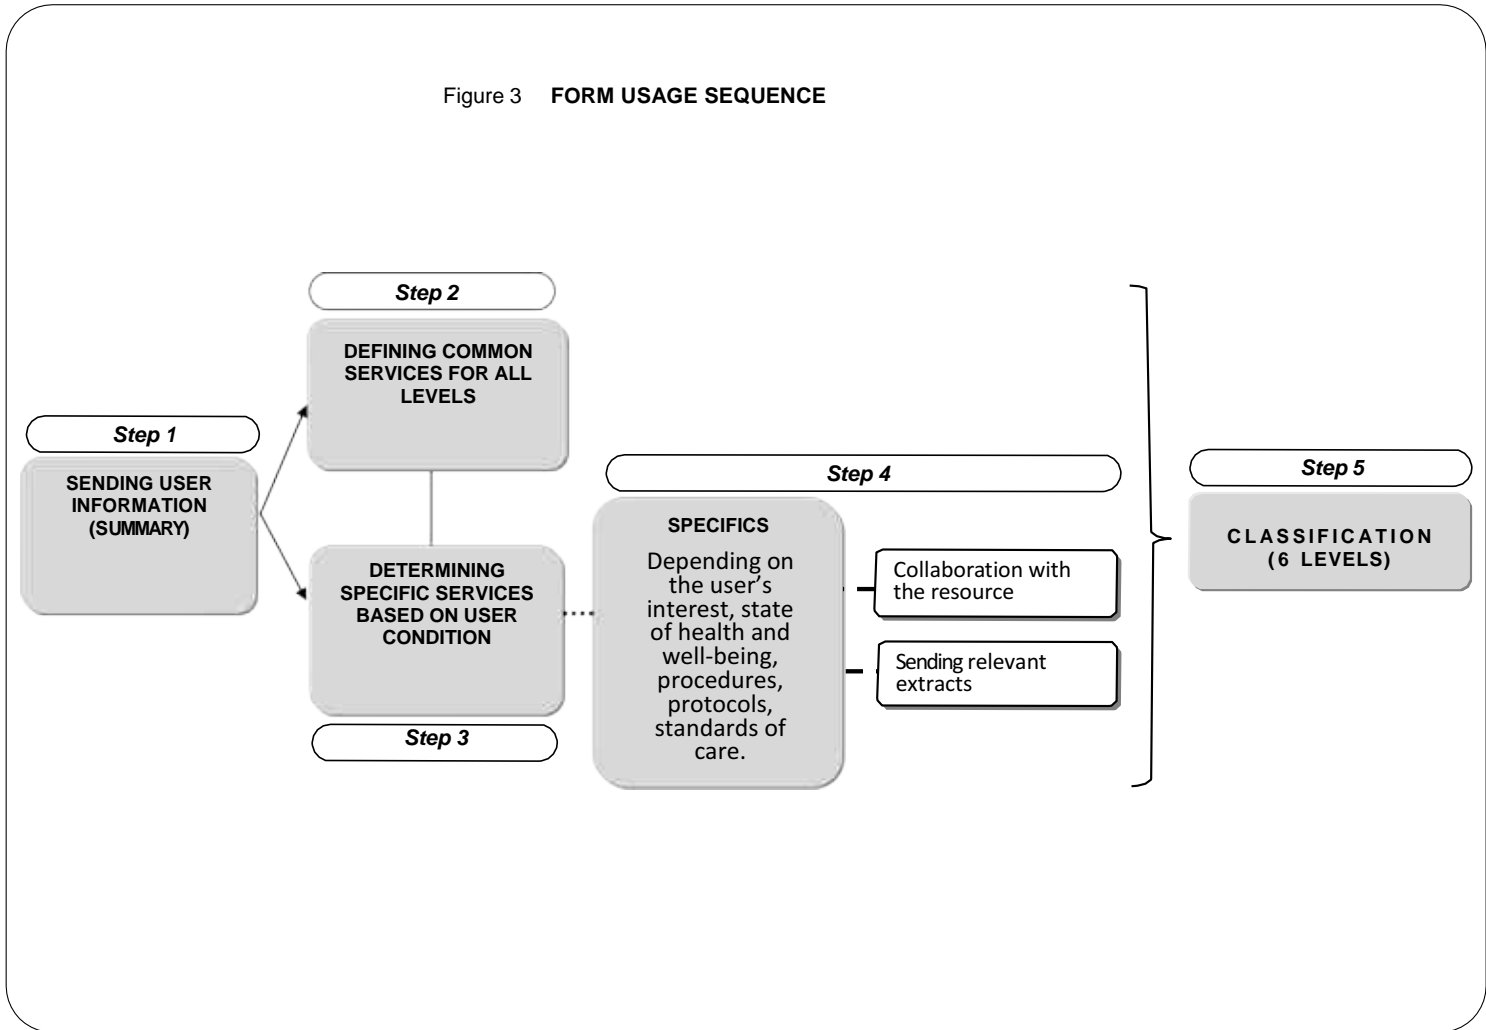 Figure 3 FORM USAGE SEQUENCE
Step 1
SENDING USER
INFORMATION
(SUMMARY)
Step 2
DEFINING COMMON
SERVICES FOR ALL
LEVELS
DETERMINING
SPECIFIC SERVICES
BASED ON USER
CONDITION
Step 3
Step 4
SPECIFICS
Depending on
the user’s
interest, state
of health and
well-being,
procedures,
protocols,
standards of
care.
Collaboration with
the resource
Sending relevant
extracts
Step 5
CLASSIFICATION
(6 LEVELS)